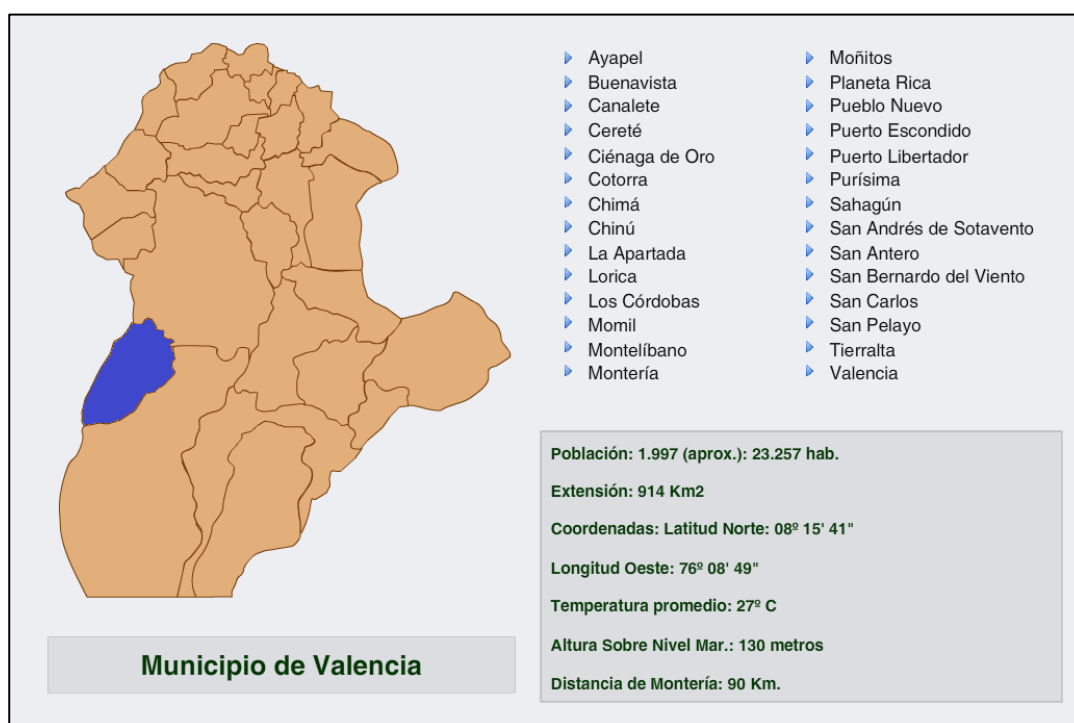 Ayapel
Buenavista
Canalete
Cereté
Ciénaga de Oro
Cotorra
Chimá
Chinú
La Apartada
Lorica
Los Córdobas
Momil
Montelíbano
Montería
Moñitos
Planeta Rica
Pueblo Nuevo
Puerto Escondido
Puerto Libertador
Purísima
Sahagún
San Andrés de Sotavento
San Antero
San Bernardo del Viento
San Carlos
San Pelayo
Tierralta
Valencia
Población: 1.997 (aprox.): 23.257 hab.
Extensión: 914 Km2
Coordenadas: Latitud Norte: 08º 15' 41"
Longitud Oeste: 76º 08' 49"
Temperatura promedio: 27º C
Altura Sobre Nivel Mar.: 130 metros
Distancia de Montería: 90 Km.
Municipio de Valencia